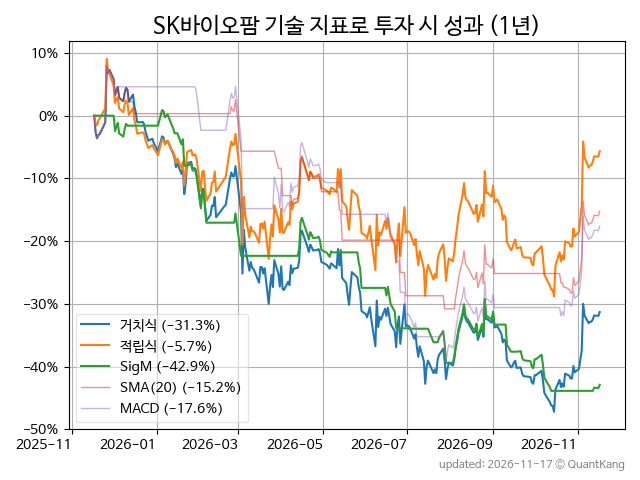 SK바이오팜 기술 지표로 투자 시 성과 (1년)
10%
0%
−10%
−20%
−30%
−40%
−50%
거치식 (−31.3%)
적립식 (−5.7%)
SigM (−42.9%)
SMA(20) (−15.2%)
MACD (−17.6%)
2025-11
2026-01
2026-03
2026-05
2026-07
2026-09
2026-11
updated: 2026-11-17 © QuantKang